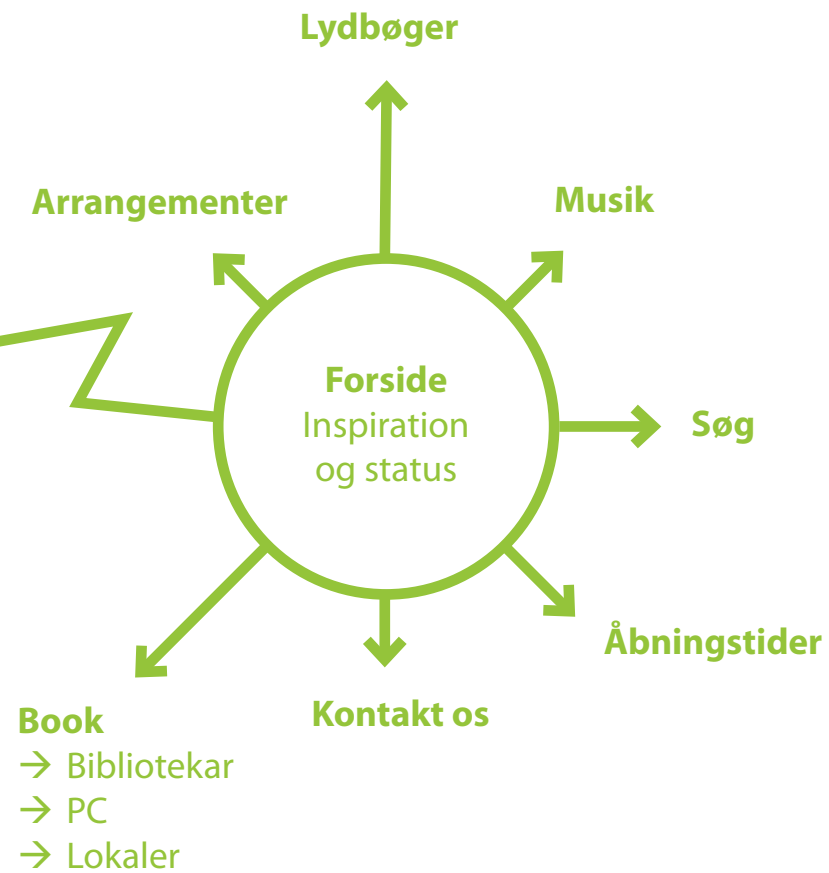 Lydbøger
Arrangementer
Musik
Forside
Inspiration
og status
Søg
Åbningstider
Kontakt os
Book
→ Bibliotekar
→ PC
→ Lokaler